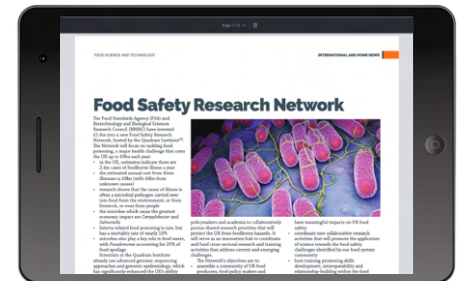 Page 1 / 6
FOOD SCIENCE AND TECHNOLOGY
INTERNATIONAL AND HOME NEWS
Food Safety Research Network
The Food Standards Agency (FSA) and
Biotechnology and Biological Sciences
Research Council (BBSRC) have invested
£1.6m into a new Food Safety Research
Network, hosted by the Quadram Institute
The Network will focus on tackling food
poisoning, a major health challenge that costs
the UK up to £9bn each year:
• in the UK, estimates indicate there are
2.4m cases of foodborne illness a year
• the estimated annual cost from these
illnesses is £9bn (with £6bn from
unknown causes)
• research shows that the cause of illness is
often a microbial pathogen carried over
into food from the environment, or from
livestock, or even from people
• the microbes which cause the greatest
economic impact are Campylobacter and
Salmonella
• listeria-related food poisoning is rare, but
has a mortality rate of nearly 13%
• microbes also play a key role in food waste,
with Pseudomonas accounting for 25% of
food spoilage.
Scientists at the Quadram Institute
already use advanced genomic sequencing
approaches and genomic epidemiology, which
has significantly enhanced the UK's ability
policymakers and academia to collaboratively
pursue shared research priorities that will
protect the UK from foodborne hazards. It
will serve as an innovation hub to coordinate
and fund cross-sectoral research and training
activities that address current and emerging
challenges.
The Network's objectives are to:
• assemble a community of UK food
producers, food policy makers and
have meaningful impacts on UK food
safety
• coordinate new collaborative research
activities that will promote the application
of science towards the food safety
challenges identified by our food system
community
• host training promoting skills
development, interoperability and
relationship-building within the food